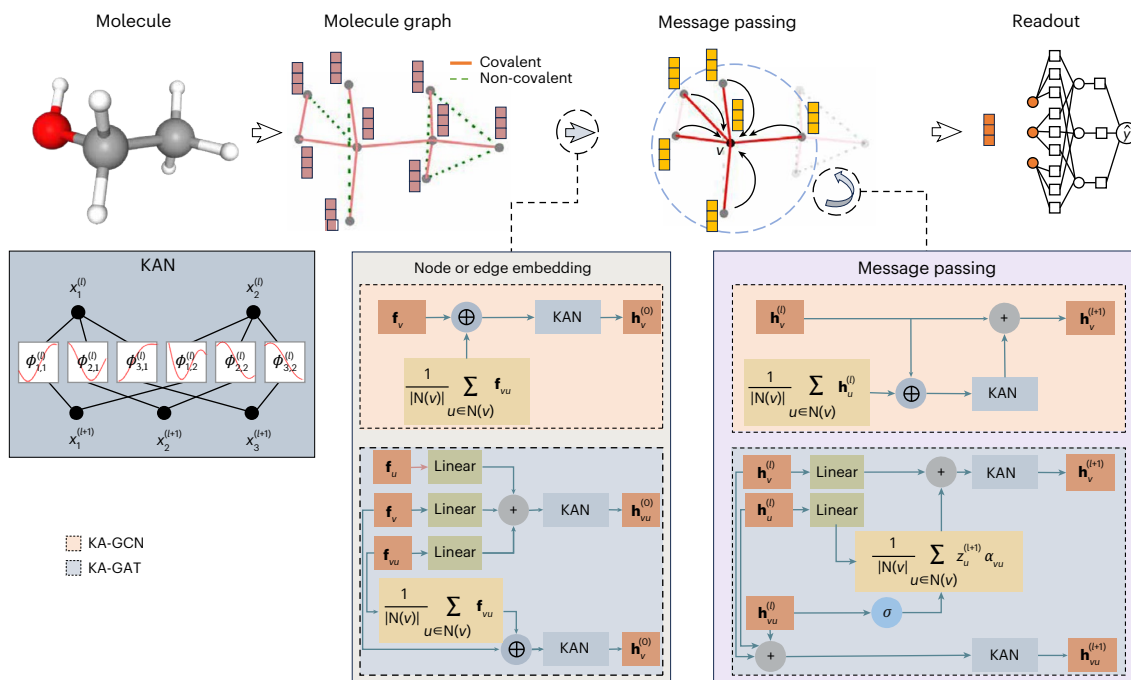 Molecule
Molecule graph
Message passing
Readout
Covalent
Non-covalent
v
ŷ
KAN
x₁⁽ˡ⁾ x₂⁽ˡ⁾
ϕ₁,₁⁽ˡ⁾ ϕ₂,₁⁽ˡ⁾ ϕ₃,₁⁽ˡ⁾ ϕ₁,₂⁽ˡ⁾ ϕ₂,₂⁽ˡ⁾ ϕ₃,₂⁽ˡ⁾
x₁⁽ˡ⁺¹⁾ x₂⁽ˡ⁺¹⁾ x₃⁽ˡ⁺¹⁾
KA-GCN
KA-GAT
Node or edge embedding
f_v ⊕ KAN h_v⁽⁰⁾
1/|N(v)| ∑ u∈N(v) f_vu
f_u Linear
f_v Linear + KAN h_vu⁽⁰⁾
f_vu Linear
1/|N(v)| ∑ u∈N(v) f_vu
⊕ KAN h_v⁽⁰⁾
Message passing
h_v⁽ˡ⁾ + h_v⁽ˡ⁺¹⁾
1/|N(v)| ∑ u∈N(v) h_u⁽ˡ⁾ ⊕ KAN
h_v⁽ˡ⁾ Linear + KAN h_v⁽ˡ⁺¹⁾
h_u⁽ˡ⁾ Linear
1/|N(v| ∑ u∈N(v) z_u⁽ˡ⁺¹⁾ α_vu
h_vu⁽ˡ⁾ σ
+ KAN h_vu⁽ˡ⁺¹⁾